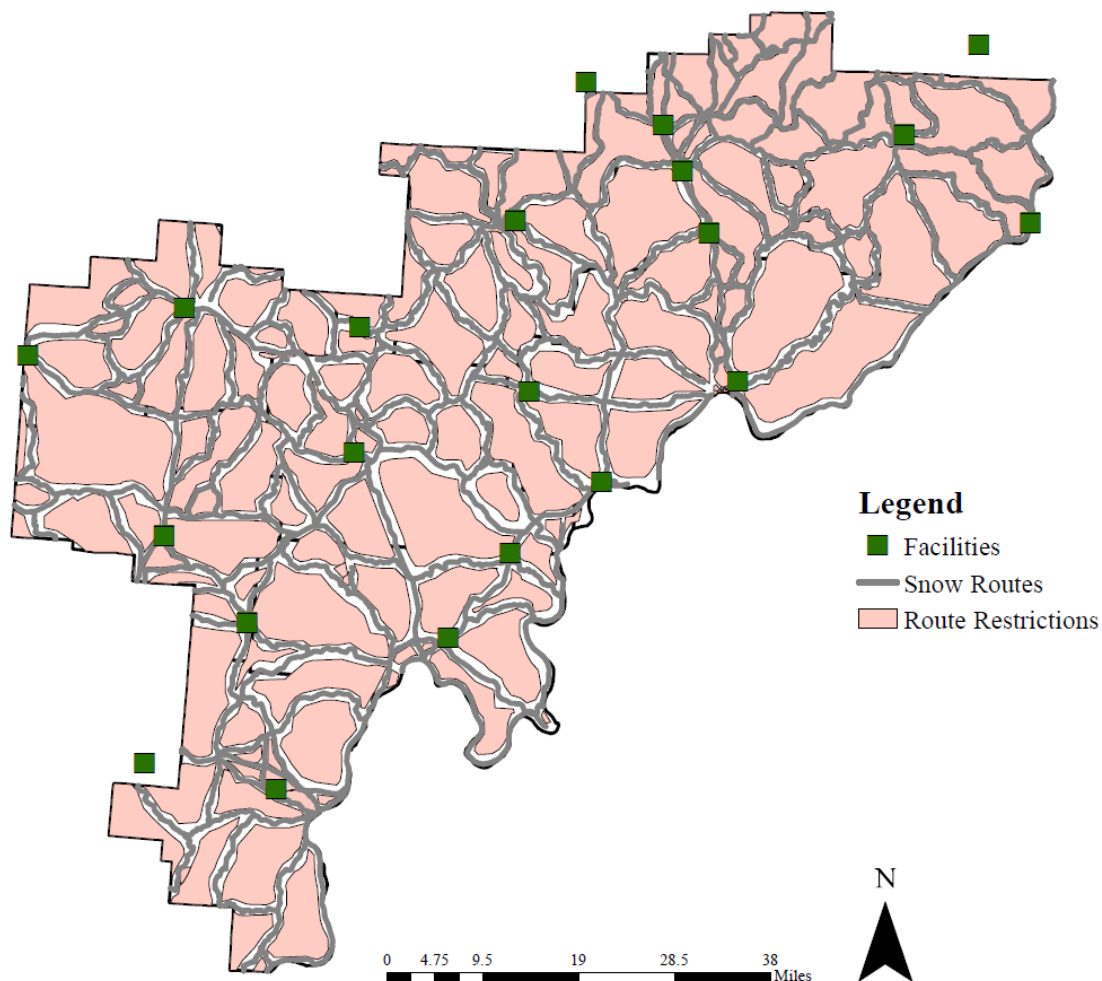 Legend
Facilities
Snow Routes
Route Restrictions
N
0 4.75 9.5 19 28.5 38
Miles